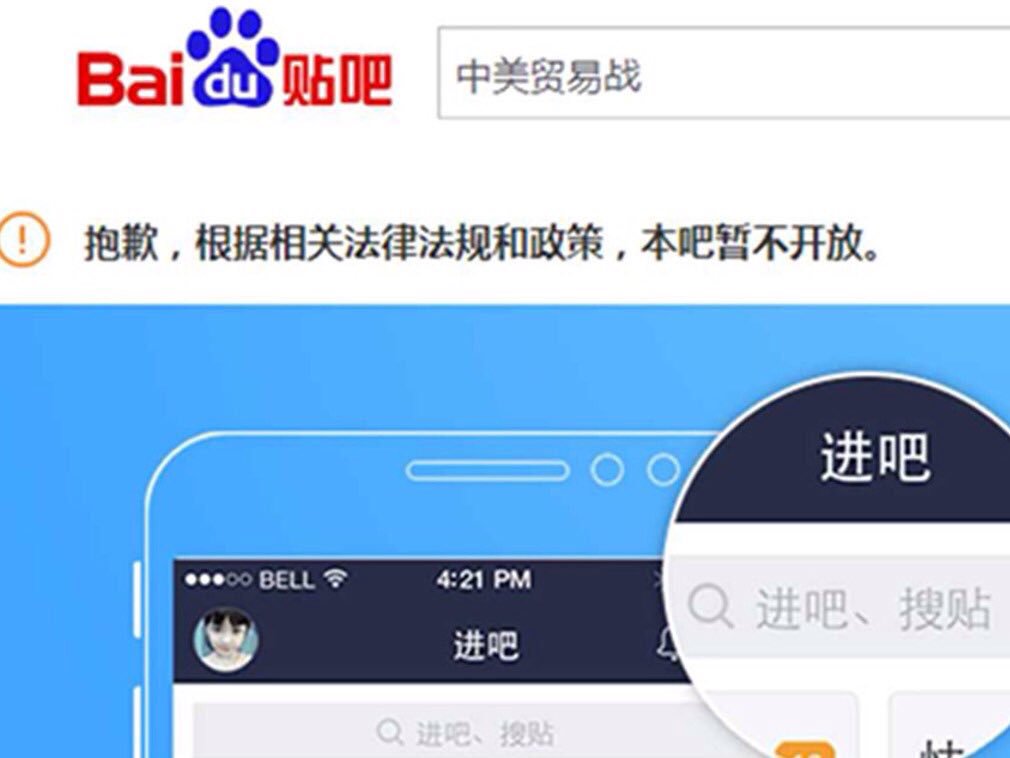 Baidu贴吧
中美贸易战
抱歉，根据相关法律法规和政策，本吧暂不开放。
进吧
BELL 4:21 PM
进吧
进吧、搜贴
进吧、搜贴